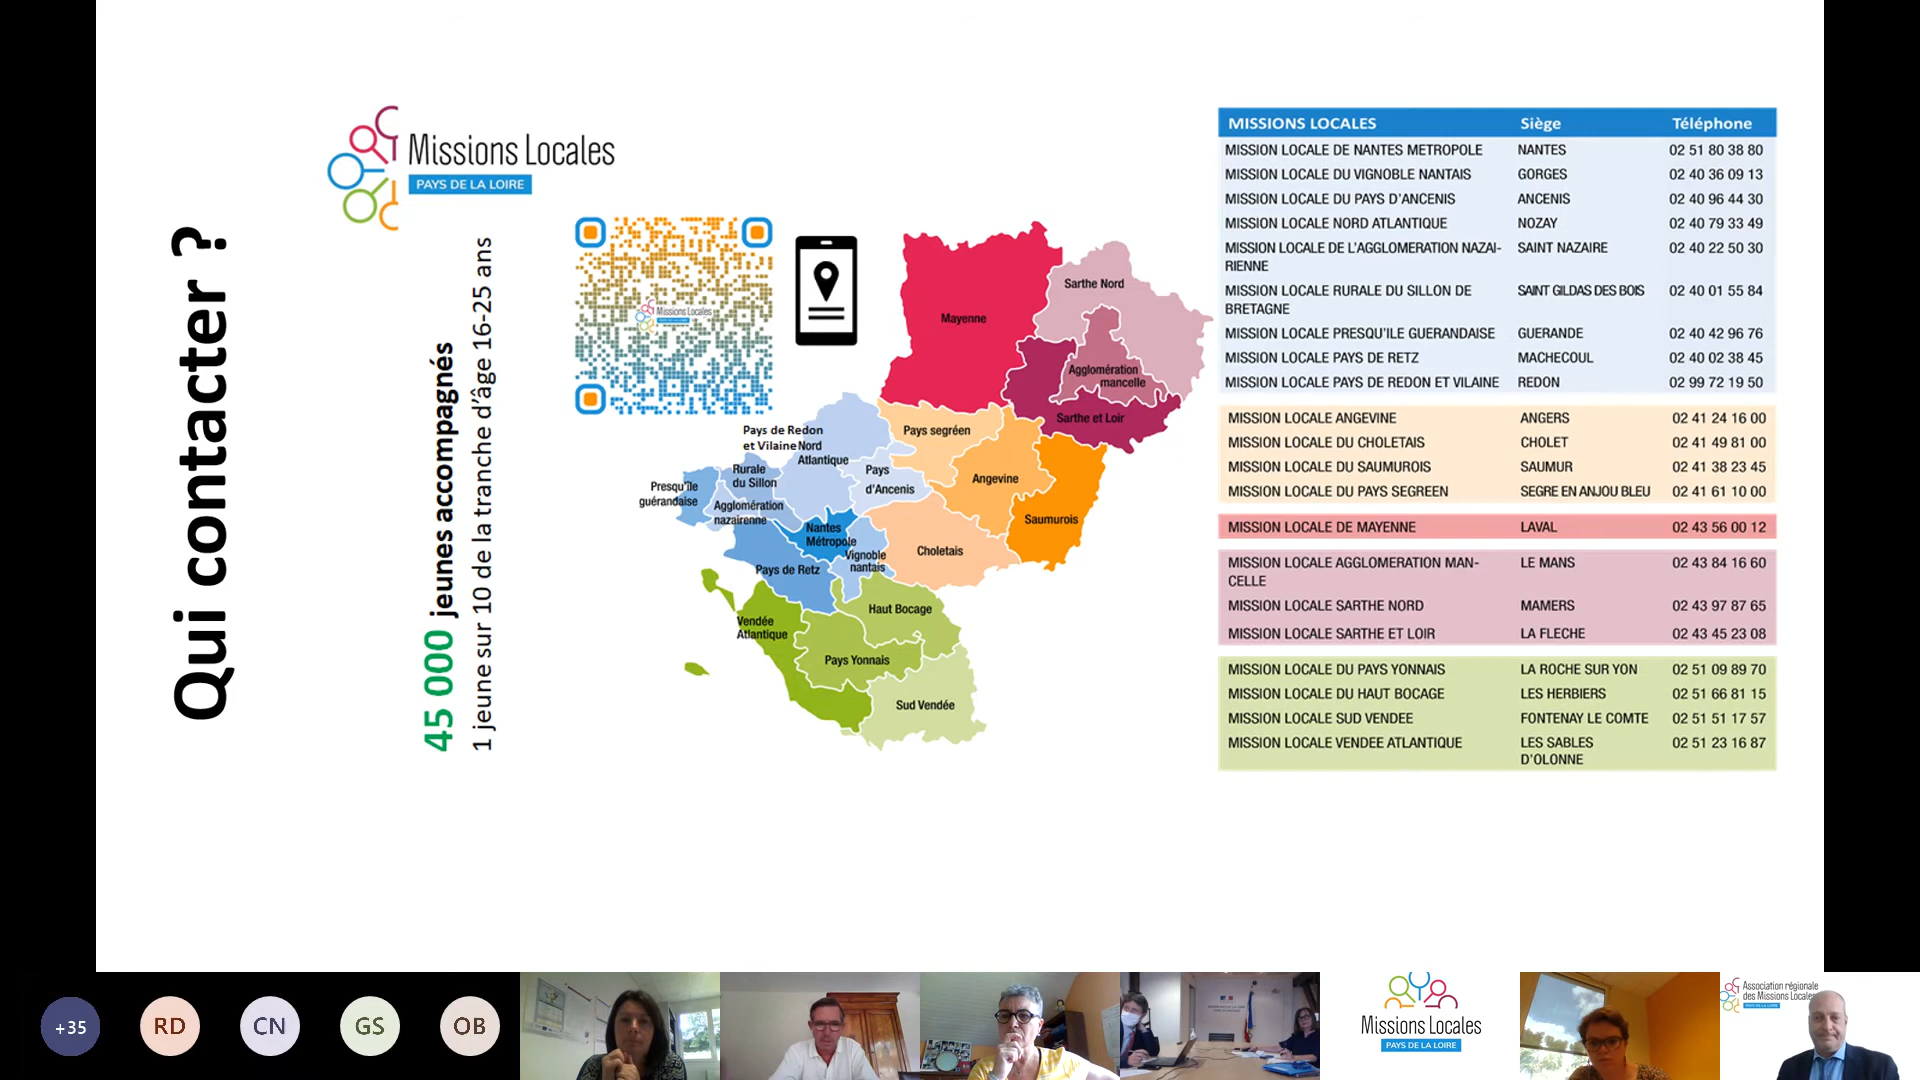 Qui contacter ?
Missions Locales
PAYS DE LA LOIRE
45 000 jeunes accompagnés
1 jeune sur 10 de la tranche d'âge 16-25 ans
Missions Locales
Mayenne
Sarthe Nord
Agglomération
mancelle
Sarthe et Loir
Pays de Redon
et Vilaine
Nord
Atlantique
Pays segréen
Rurale
du Sillon
Pays
d'Ancenis
Angevine
Presqu'île
guérandaise
Agglomération
nazairenne
Nantes
Métropole
Saumurois
Vignoble
nantais
Choletais
Pays de Retz
Haut Bocage
Vendée
Atlantique
Pays Yonnais
Sud Vendée
MISSIONS LOCALES Siège Téléphone
MISSION LOCALE DE NANTES METROPOLE NANTES 02 51 80 38 80
MISSION LOCALE DU VIGNOBLE NANTAIS GORGES 02 40 36 09 13
MISSION LOCALE DU PAYS D'ANCENIS ANCENIS 02 40 96 44 30
MISSION LOCALE NORD ATLANTIQUE NOZAY 02 40 79 33 49
MISSION LOCALE DE L'AGGLOMERATION NAZAI- SAINT NAZAIRE 02 40 22 50 30
RIENNE
MISSION LOCALE RURALE DU SILLON DE SAINT GILDAS DES BOIS 02 40 01 55 84
BRETAGNE
MISSION LOCALE PRESQU'ILE GUERANDAISE GUERANDE 02 40 42 96 76
MISSION LOCALE PAYS DE RETZ MACHECOUL 02 40 02 38 45
MISSION LOCALE PAYS DE REDON ET VILAINE REDON 02 99 72 19 50
MISSION LOCALE ANGEVINE ANGERS 02 41 24 16 00
MISSION LOCALE DU CHOLETAIS CHOLET 02 41 49 81 00
MISSION LOCALE DU SAUMUROIS SAUMUR 02 41 38 23 45
MISSION LOCALE DU PAYS SEGREEN SEGRE EN ANJOU BLEU 02 41 61 10 00
MISSION LOCALE DE MAYENNE LAVAL 02 43 56 00 12
MISSION LOCALE AGGLOMERATION MAN- LE MANS 02 43 84 16 60
CELLE
MISSION LOCALE SARTHE NORD MAMERS 02 43 97 87 65
MISSION LOCALE SARTHE ET LOIR LA FLECHE 02 43 45 23 08
MISSION LOCALE DU PAYS YONNAIS LA ROCHE SUR YON 02 51 09 89 70
MISSION LOCALE DU HAUT BOCAGE LES HERBIERS 02 51 66 81 15
MISSION LOCALE SUD VENDEE FONTENAY LE COMTE 02 51 51 17 57
MISSION LOCALE VENDEE ATLANTIQUE LES SABLES 02 51 23 16 87
D'OLONNE
+35 RD CN GS OB
Missions Locales
PAYS DE LA LOIRE
Association régionale
des Missions Locales